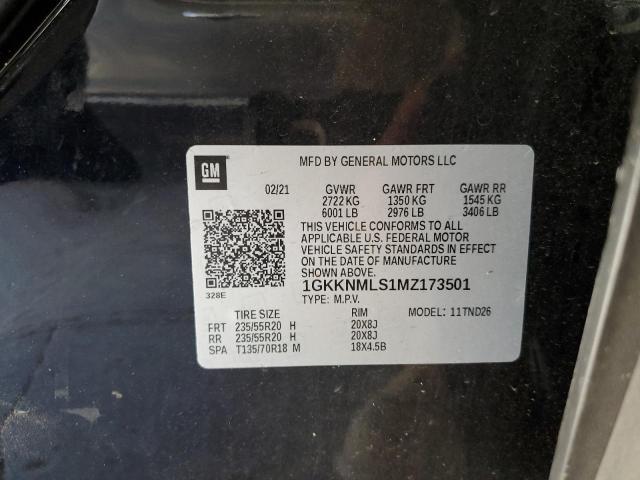 GM
MFD BY GENERAL MOTORS LLC
02/21 GVWR GAWR FRT GAWR RR
2722 KG 1350 KG 1545 KG
6001 LB 2976 LB 3406 LB
THIS VEHICLE CONFORMS TO ALL
APPLICABLE U.S. FEDERAL MOTOR
VEHICLE SAFETY STANDARDS IN EFFECT
ON THE DATE OF MANUFACTURE
SHOWN ABOVE.
328E
1GKKNMLS1MZ173501
TYPE: M.P.V.
TIRE SIZE RIM MODEL: 11TND26
FRT 235/55R20 H 20X8J
RR 235/55R20 H 20X8J
SPA T135/70R18 M 18X4.5B